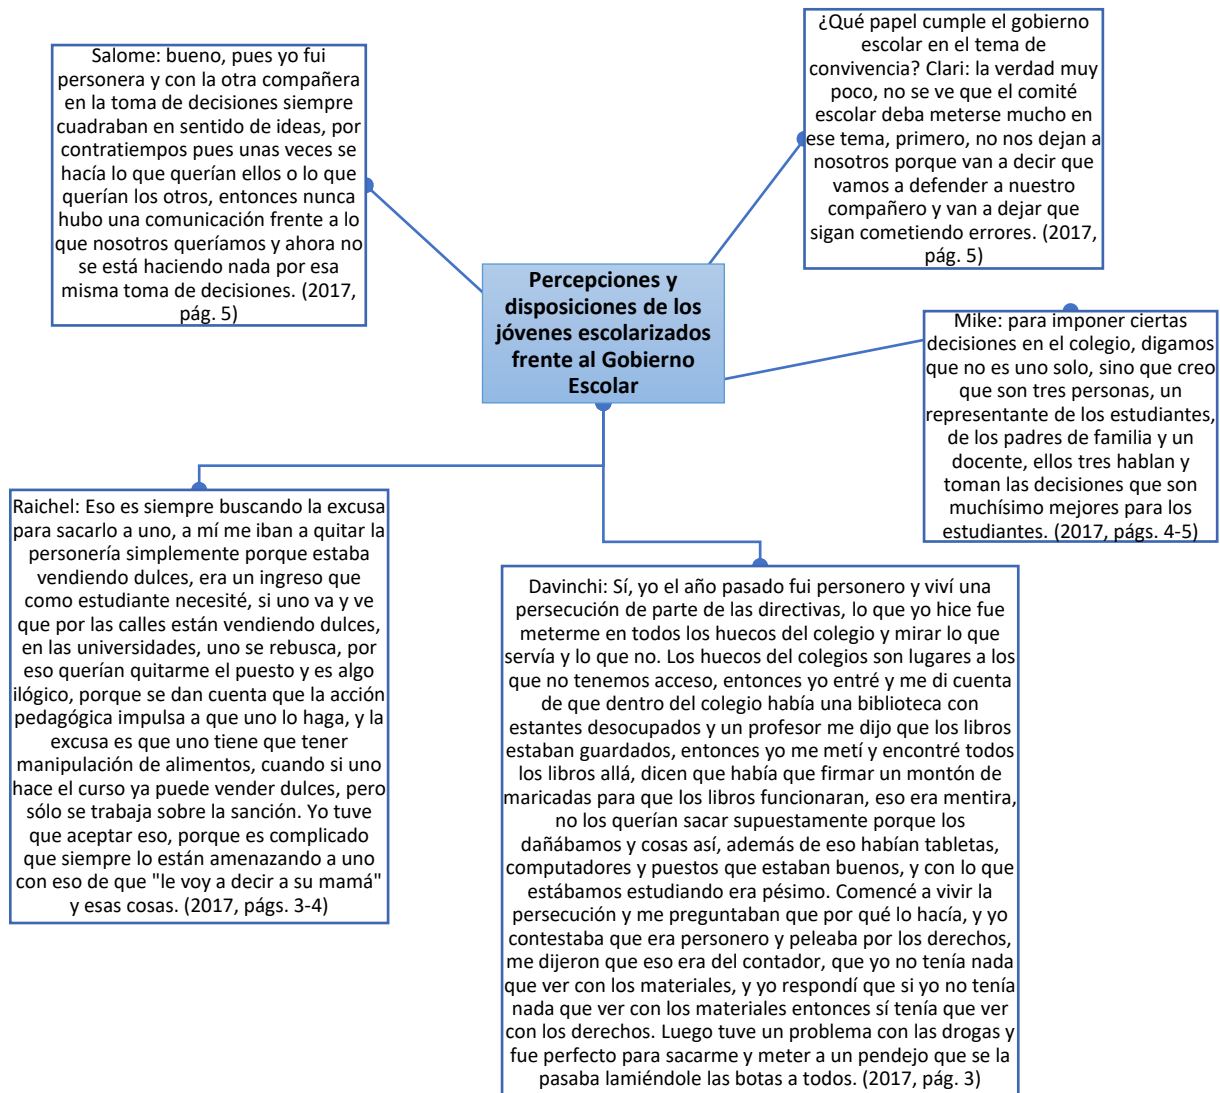 Salome: bueno, pues yo fui
personera y con la otra compañera
en la toma de decisiones siempre
cuadraban en sentido de ideas, por
contratiempos pues unas veces se
hacía lo que querían ellos o lo que
querían los otros, entonces nunca
hubo una comunicación frente a lo
que nosotros queríamos y ahora no
se está haciendo nada por esa
misma toma de decisiones. (2017,
pág. 5)
¿Qué papel cumple el gobierno
escolar en el tema de
convivencia? Clari: la verdad muy
poco, no se ve que el comité
escolar deba meterse mucho en
ese tema, primero, no nos dejan a
nosotros porque van a decir que
vamos a defender a nuestro
compañero y van a dejar que
sigan cometiendo errores. (2017,
pág. 5)
Percepciones y
disposiciones de los
jóvenes escolarizados
frente al Gobierno
Escolar
Mike: para imponer ciertas
decisiones en el colegio, digamos
que no es uno solo, sino que creo
que son tres personas, un
representante de los estudiantes,
de los padres de familia y un
docente, ellos tres hablan y
toman las decisiones que son
muchísimo mejores para los
estudiantes. (2017, págs. 4-5)
Raichel: Eso es siempre buscando la excusa
para sacarlo a uno, a mí me iban a quitar la
personería simplemente porque estaba
vendiendo dulces, era un ingreso que
como estudiante necesité, si uno va y ve
que por las calles están vendiendo dulces,
en las universidades, uno se rebusca, por
eso querían quitarme el puesto y es algo
ilógico, porque se dan cuenta que la acción
pedagógica impulsa a que uno lo haga, y la
excusa es que uno tiene que tener
manipulación de alimentos, cuando si uno
hace el curso ya puede vender dulces, pero
sólo se trabaja sobre la sanción. Yo tuve
que aceptar eso, porque es complicado
que siempre lo están amenazando a uno
con eso de que "le voy a decir a su mamá"
y esas cosas. (2017, págs. 3-4)
Davinchi: Sí, yo el año pasado fui personero y viví una
persecución de parte de las directivas, lo que yo hice fue
meterme en todos los huecos del colegio y mirar lo que
servía y lo que no. Los huecos del colegios son lugares a los
que no tenemos acceso, entonces yo entré y me di cuenta
de que dentro del colegio había una biblioteca con
estantes desocupados y un profesor me dijo que los libros
estaban guardados, entonces yo me metí y encontré todos
los libros allá, dicen que había que firmar un montón de
maricadas para que los libros funcionaran, eso era mentira,
no los querían sacar supuestamente porque los
dañábamos y cosas así, además de eso habían tabletas,
computadores y puestos que estaban buenos, y con lo que
estábamos estudiando era pésimo. Comencé a vivir la
persecución y me preguntaban que por qué lo hacía, y yo
contestaba que era personero y peleaba por los derechos,
me dijeron que eso era del contador, que yo no tenía nada
que ver con los materiales, y yo respondí que si yo no tenía
nada que ver con los materiales entonces sí tenía que ver
con los derechos. Luego tuve un problema con las drogas y
fue perfecto para sacarme y meter a un pendejo que se la
pasaba lamiéndole las botas a todos. (2017, pág. 3)